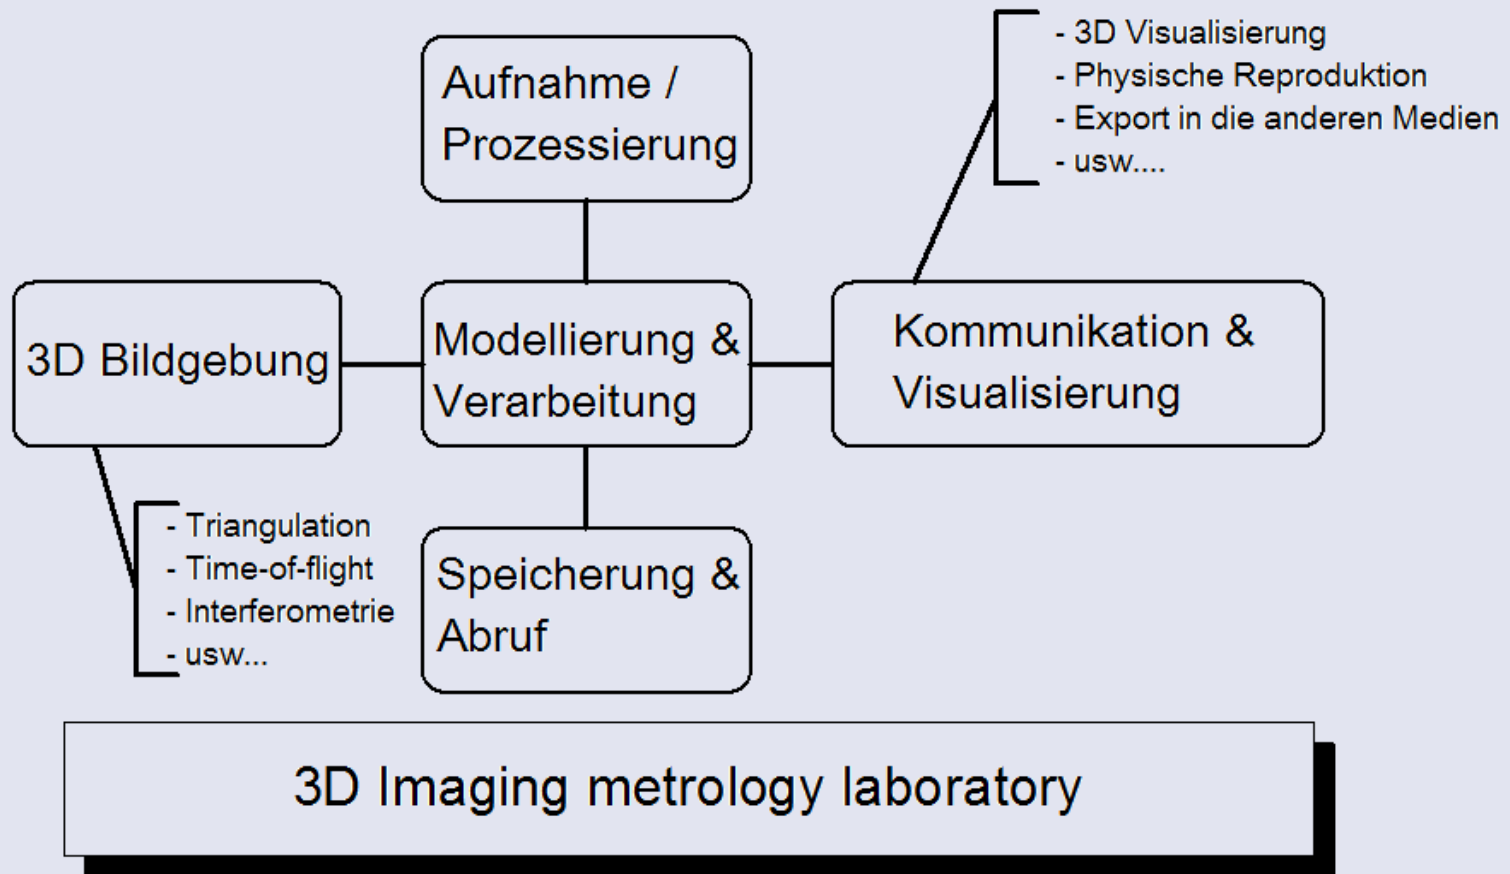 Aufnahme /
Prozessierung
- 3D Visualisierung
- Physische Reproduktion
- Export in die anderen Medien
- usw....
3D Bildgebung
Modellierung &
Verarbeitung
Kommunikation &
Visualisierung
- Triangulation
- Time-of-flight
- Interferometrie
- usw...
Speicherung &
Abruf
3D Imaging metrology laboratory